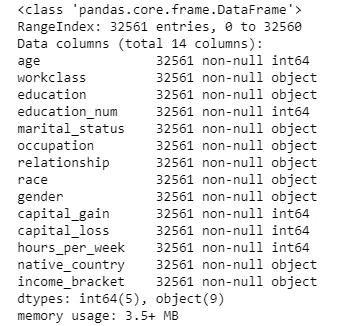 <class 'pandas.core.frame.DataFrame'>
RangeIndex: 32561 entries, 0 to 32560
Data columns (total 14 columns):
age 32561 non-null int64
workclass 32561 non-null object
education 32561 non-null object
education_num 32561 non-null int64
marital_status 32561 non-null object
occupation 32561 non-null object
relationship 32561 non-null object
race 32561 non-null object
gender 32561 non-null object
capital_gain 32561 non-null int64
capital_loss 32561 non-null int64
hours_per_week 32561 non-null int64
native_country 32561 non-null object
income_bracket 32561 non-null object
dtypes: int64(5), object(9)
memory usage: 3.5+ MB